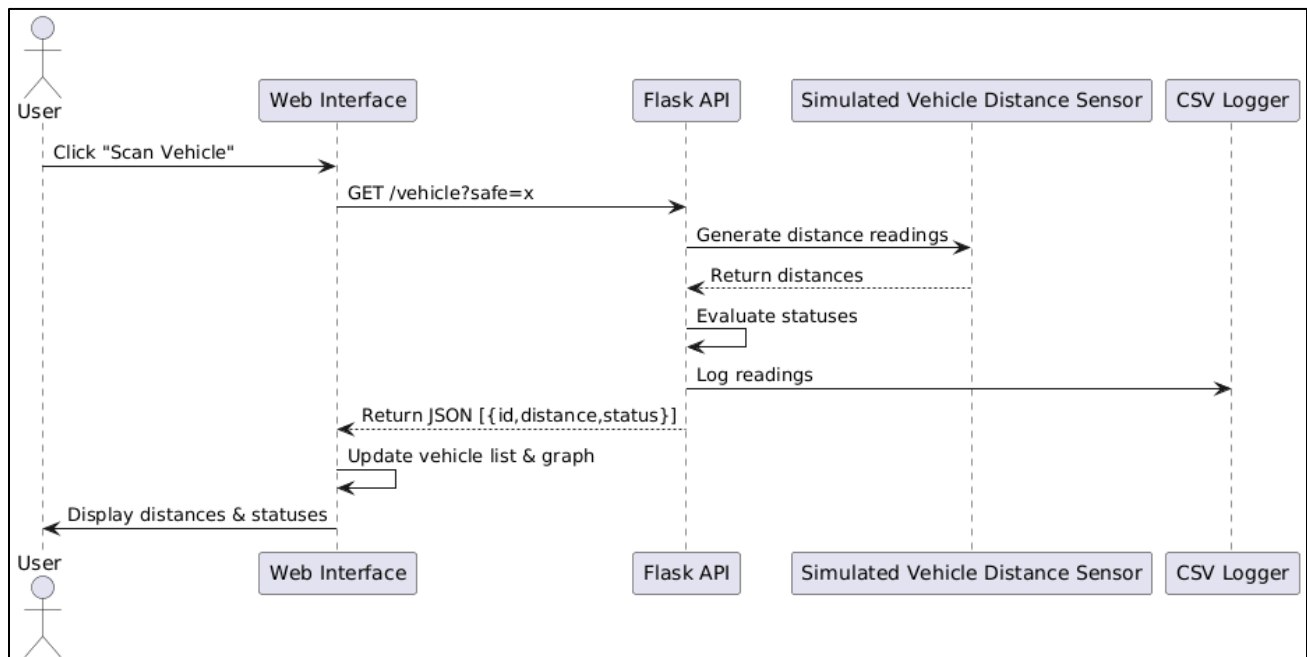 User
Web Interface
Flask API
Simulated Vehicle Distance Sensor
CSV Logger
Click "Scan Vehicle"
GET /vehicle?safe=x
Generate distance readings
Return distances
Evaluate statuses
Log readings
Return JSON [{id,distance,status}]
Update vehicle list & graph
Display distances & statuses
User
Web Interface
Flask API
Simulated Vehicle Distance Sensor
CSV Logger